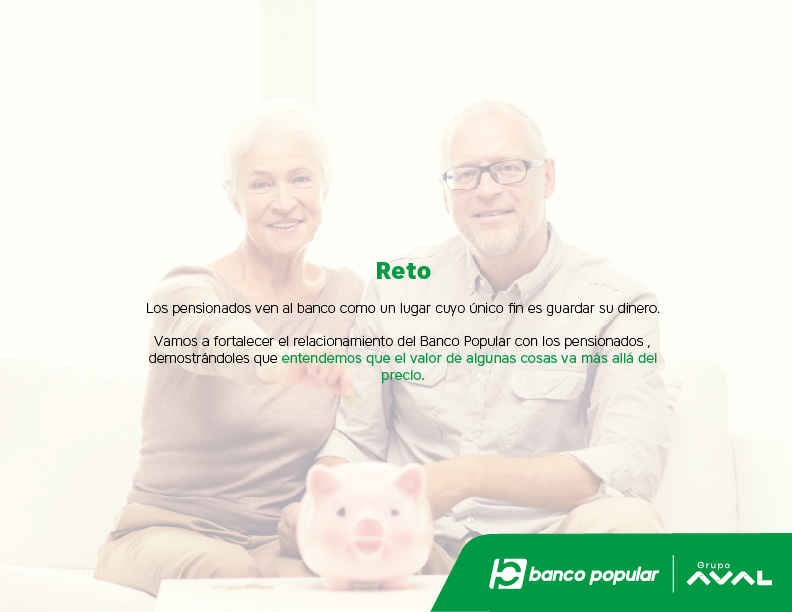 Reto
Los pensionados ven al banco como un lugar cuyo único fin es guardar su dinero.
Vamos a fortalecer el relacionamiento del Banco Popular con los pensionados ,
demostrándoles que entendemos que el valor de algunas cosas va más allá del
precio.
banco popular
Grupo
AVAL